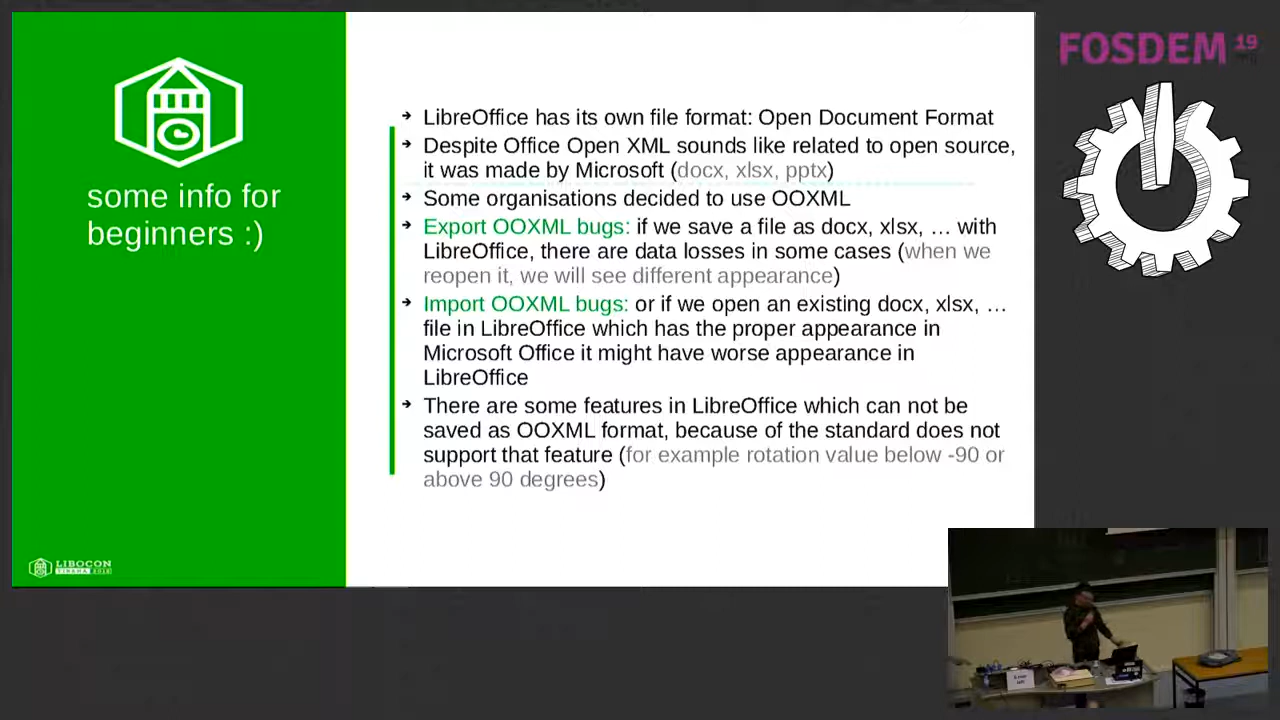 some info for
beginners :)
LibreOffice has its own file format: Open Document Format
Despite Office Open XML sounds like related to open source,
it was made by Microsoft (docx, xlsx, pptx)
Some organisations decided to use OOXML
Export OOXML bugs: if we save a file as docx, xlsx, … with
LibreOffice, there are data losses in some cases (when we
reopen it, we will see different appearance)
Import OOXML bugs: or if we open an existing docx, xlsx, …
file in LibreOffice which has the proper appearance in
Microsoft Office it might have worse appearance in
LibreOffice
There are some features in LibreOffice which can not be
saved as OOXML format, because of the standard does not
support that feature (for example rotation value below -90 or
above 90 degrees)
LIBOCON
TIRANA 2018
FOSDEM 19